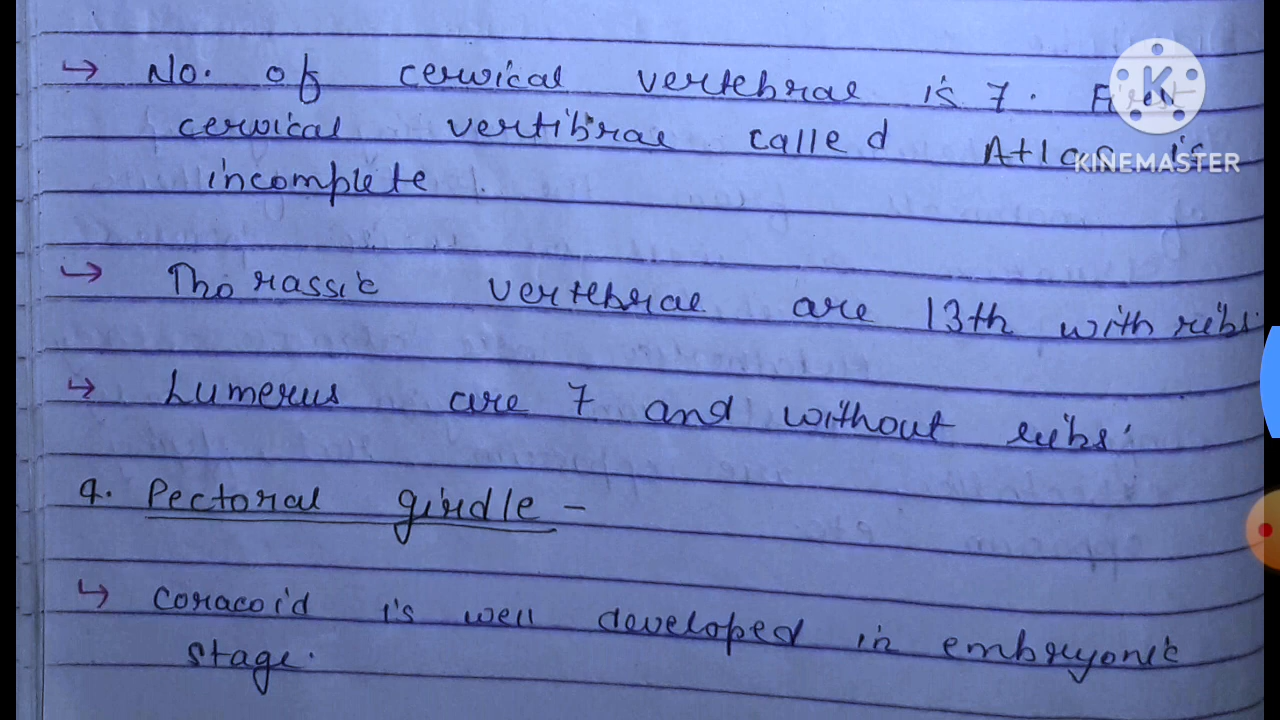 ↳ No. of cervical vertebrae is 7. First
cervical vertibrae called Atlas is
incomplete.
↳ Thorassic vertebrae are 13th with ribs.
↳ Lumerus are 7 and without ribs.
9. Pectoral girdle -
↳ Coracoid is well developed in embryonic
stage.
K
KINEMASTER